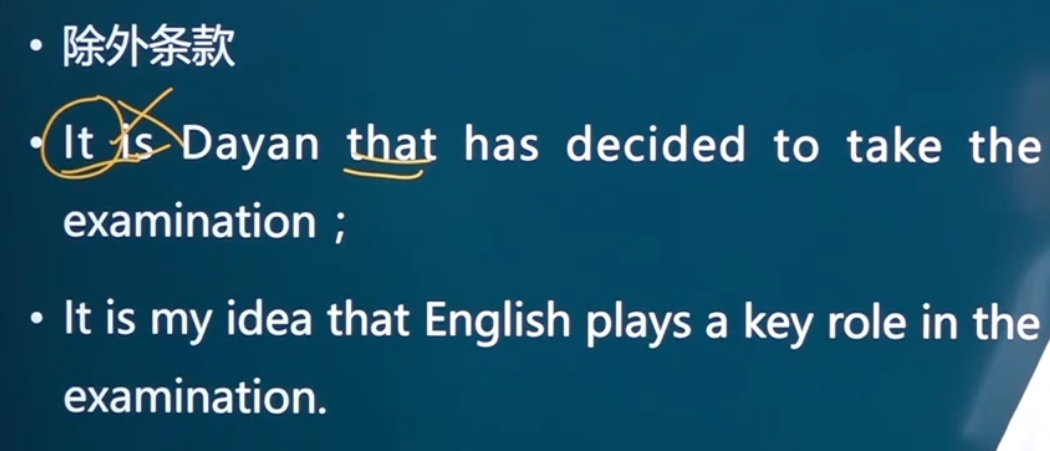 • 除外条款
• It is Dayan that has decided to take the
examination；
• It is my idea that English plays a key role in the
examination.